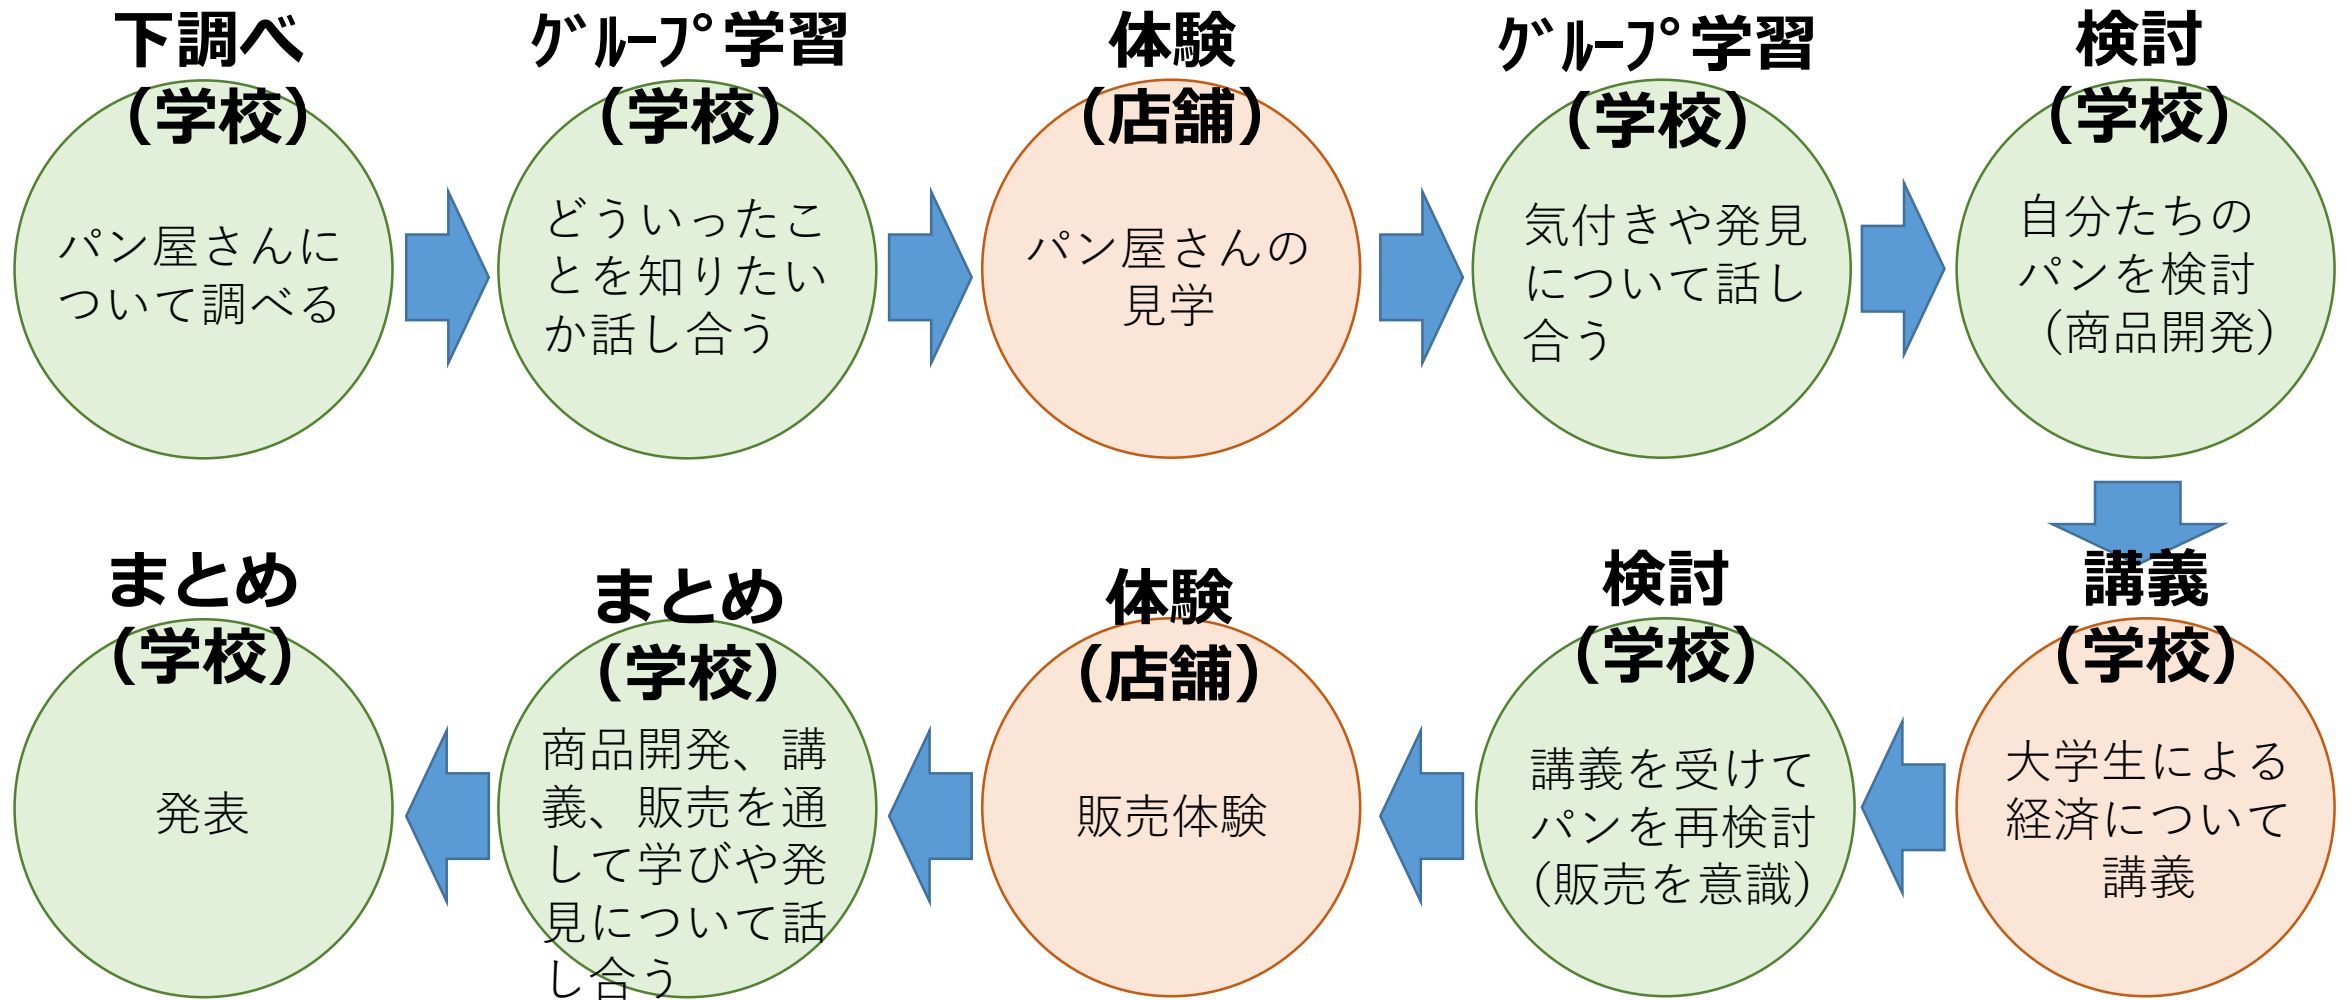 下調べ
（学校）
パン屋さんに
ついて調べる
ｸﾞﾙｰﾌﾟ学習
（学校）
どういったこ
とを知りたい
か話し合う
体験
（店舗）
パン屋さんの
見学
ｸﾞﾙｰﾌﾟ学習
（学校）
気付きや発見
について話し
合う
検討
（学校）
自分たちの
パンを検討
（商品開発）
講義
（学校）
大学生による
経済について
講義
検討
（学校）
講義を受けて
パンを再検討
（販売を意識）
体験
（店舗）
販売体験
まとめ
（学校）
商品開発、講
義、販売を通
して学びや発
見について話
し合う
まとめ
（学校）
発表